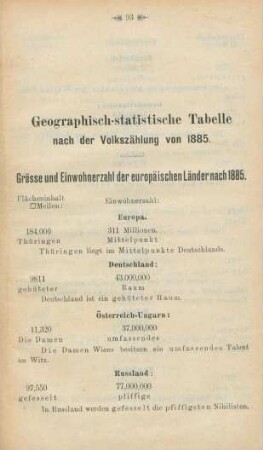 93
Geographisch-statistische Tabelle
nach der Volkszählung von 1885.
Grösse und Einwohnerzahl der europäischen Länder nach 1885.
Flächeninhalt
□Meilen: Einwohnerzahl:
Europa.
184.000 311 Millionen.
Thüringen Mittelpunkt
Thüringen liegt im Mittelpunkte Deutschlands.
Deutschland:
9811 43.000,000
gehüteter Raum
Deutschland ist ein gehüteter Raum.
Österreich-Ungarn:
11,320 37,000,000
Die Damen umfassendes
Die Damen Wiens besitzen ein umfassendes Talent
an Witz.
Russland:
97,550 77,000,000
gefesselt pfiffige
In Russland werden gefesselt die pfiffigsten Nihilisten.